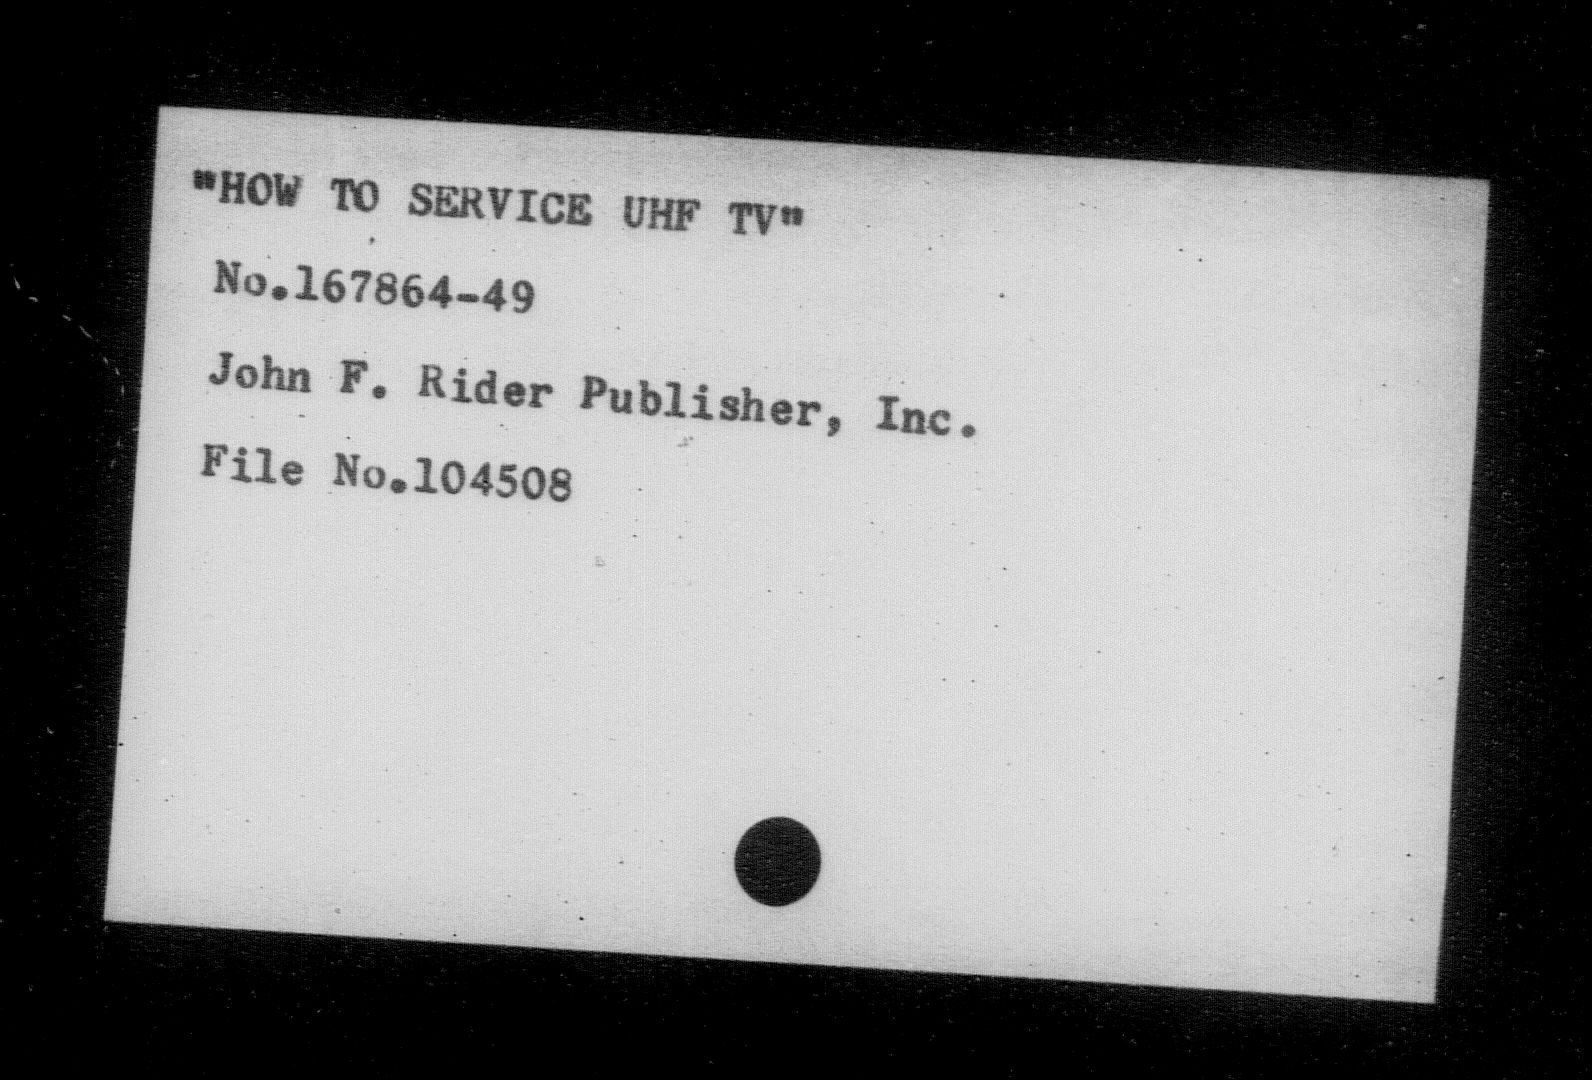 "HOW TO SERVICE UHF TV"
No.167864-49
John F. Rider Publisher, Inc.
File No.104508